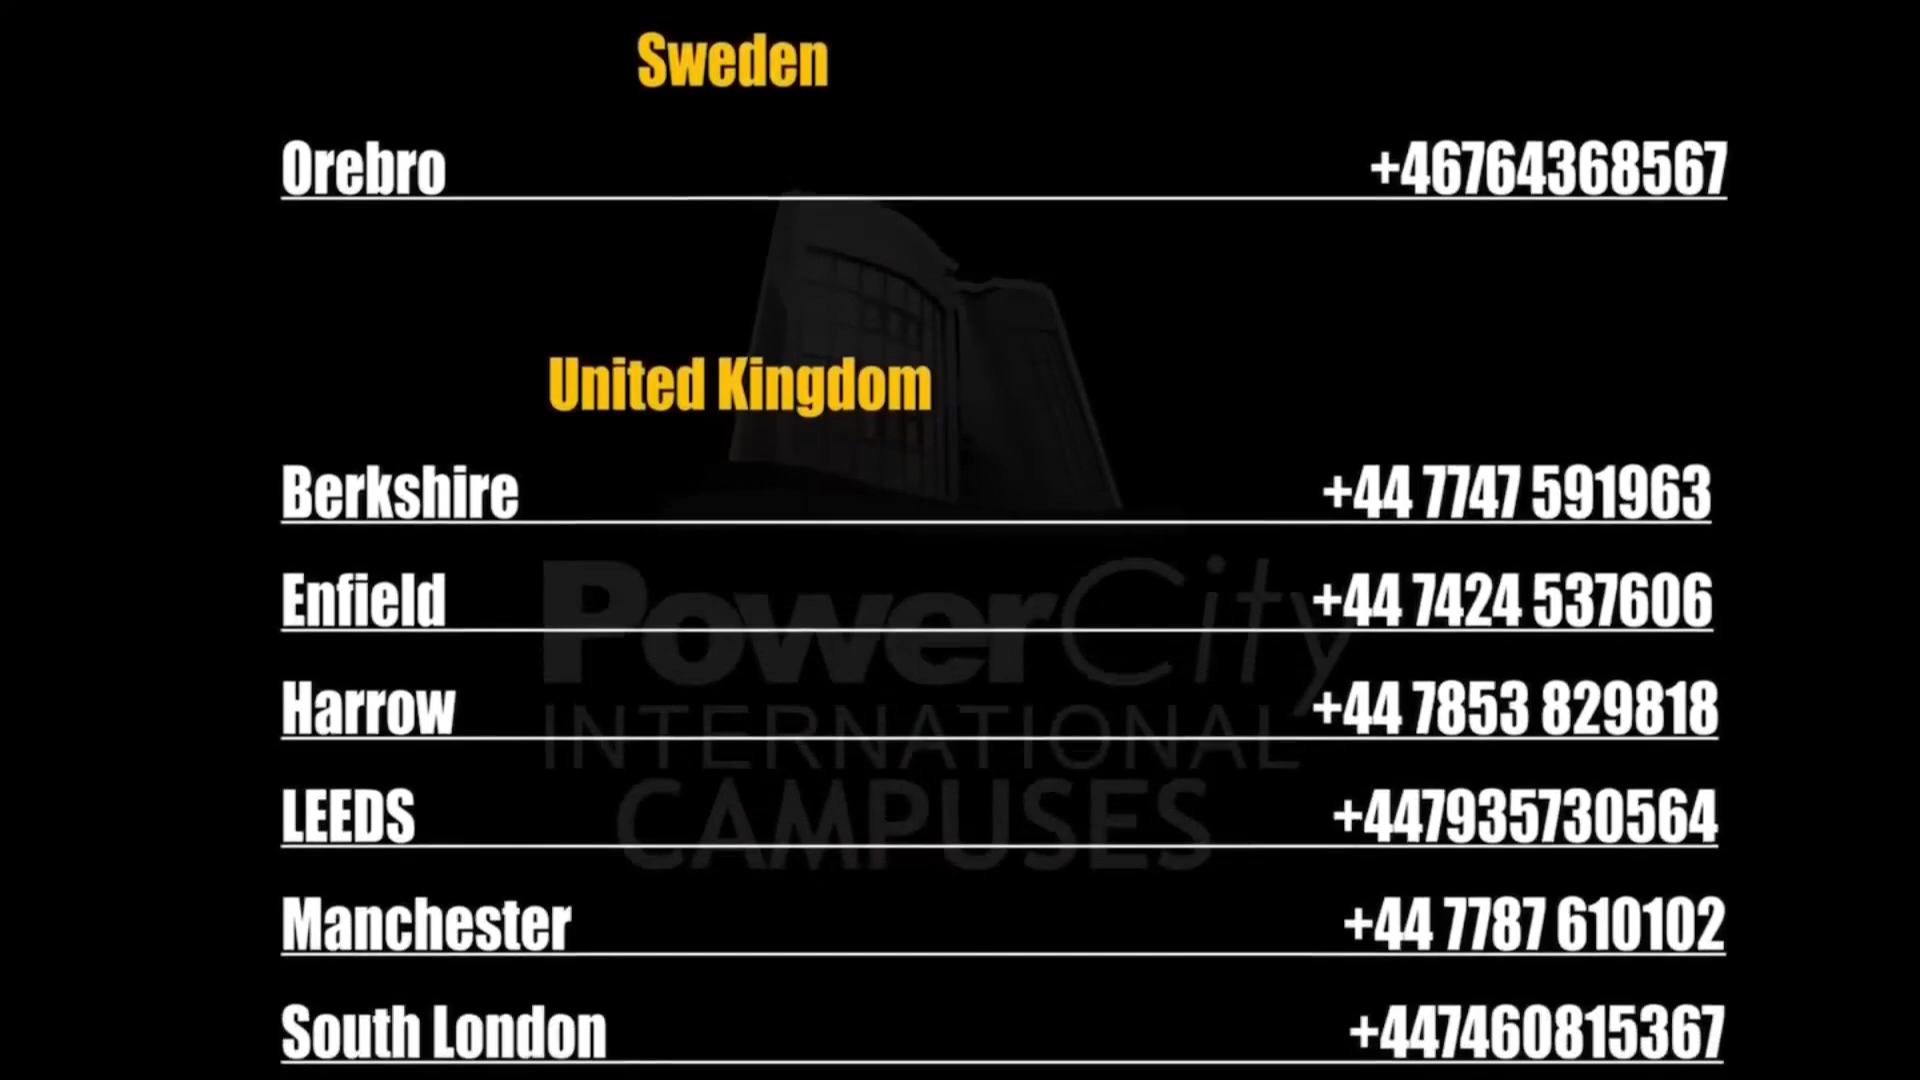 Sweden
Orebro +46764368567
United Kingdom
Berkshire +44 7747 591963
Enfield +44 7424 537606
PowerCity
Harrow +44 7853 829818
INTERNATIONAL
LEEDS +447935730564
CAMPUSES
Manchester +44 7787 610102
South London +447460815367